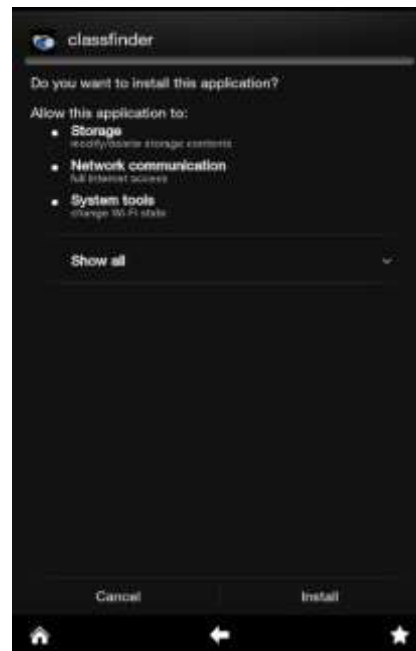 classfinder
Do you want to install this application?
Allow this application to:
Storage
modify/delete storage contents
Network communication
full Internet access
System tools
change Wi-Fi state
Show all
Cancel
Install